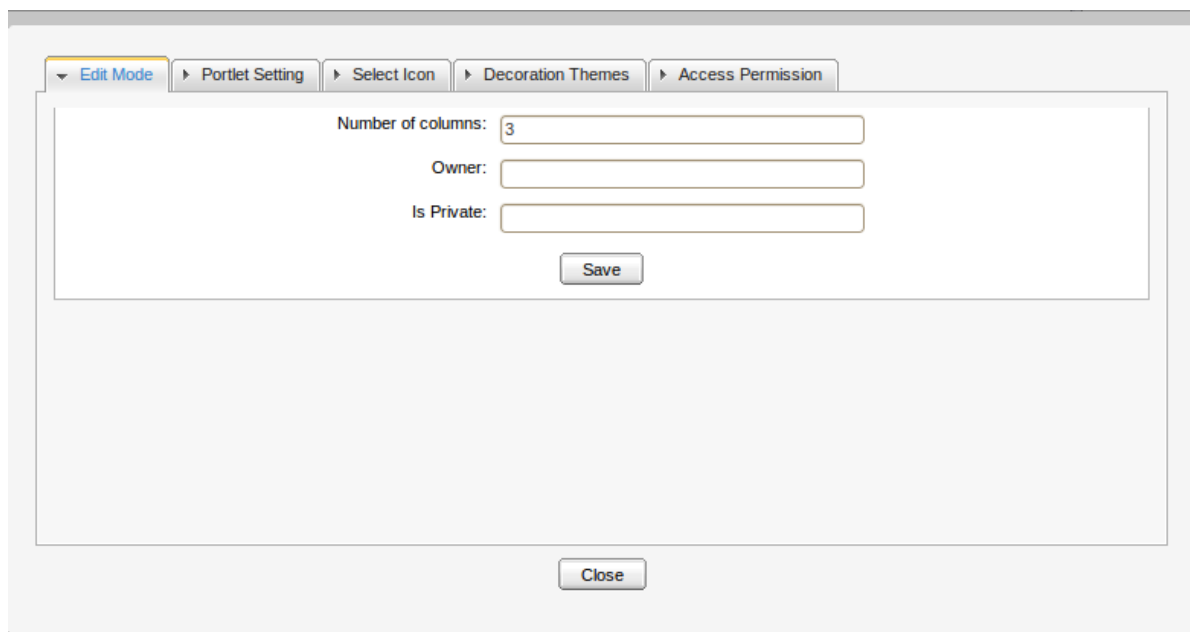 Edit Mode Portlet Setting Select Icon Decoration Themes Access Permission
Number of columns: 3
Owner:
Is Private:
Save
Close